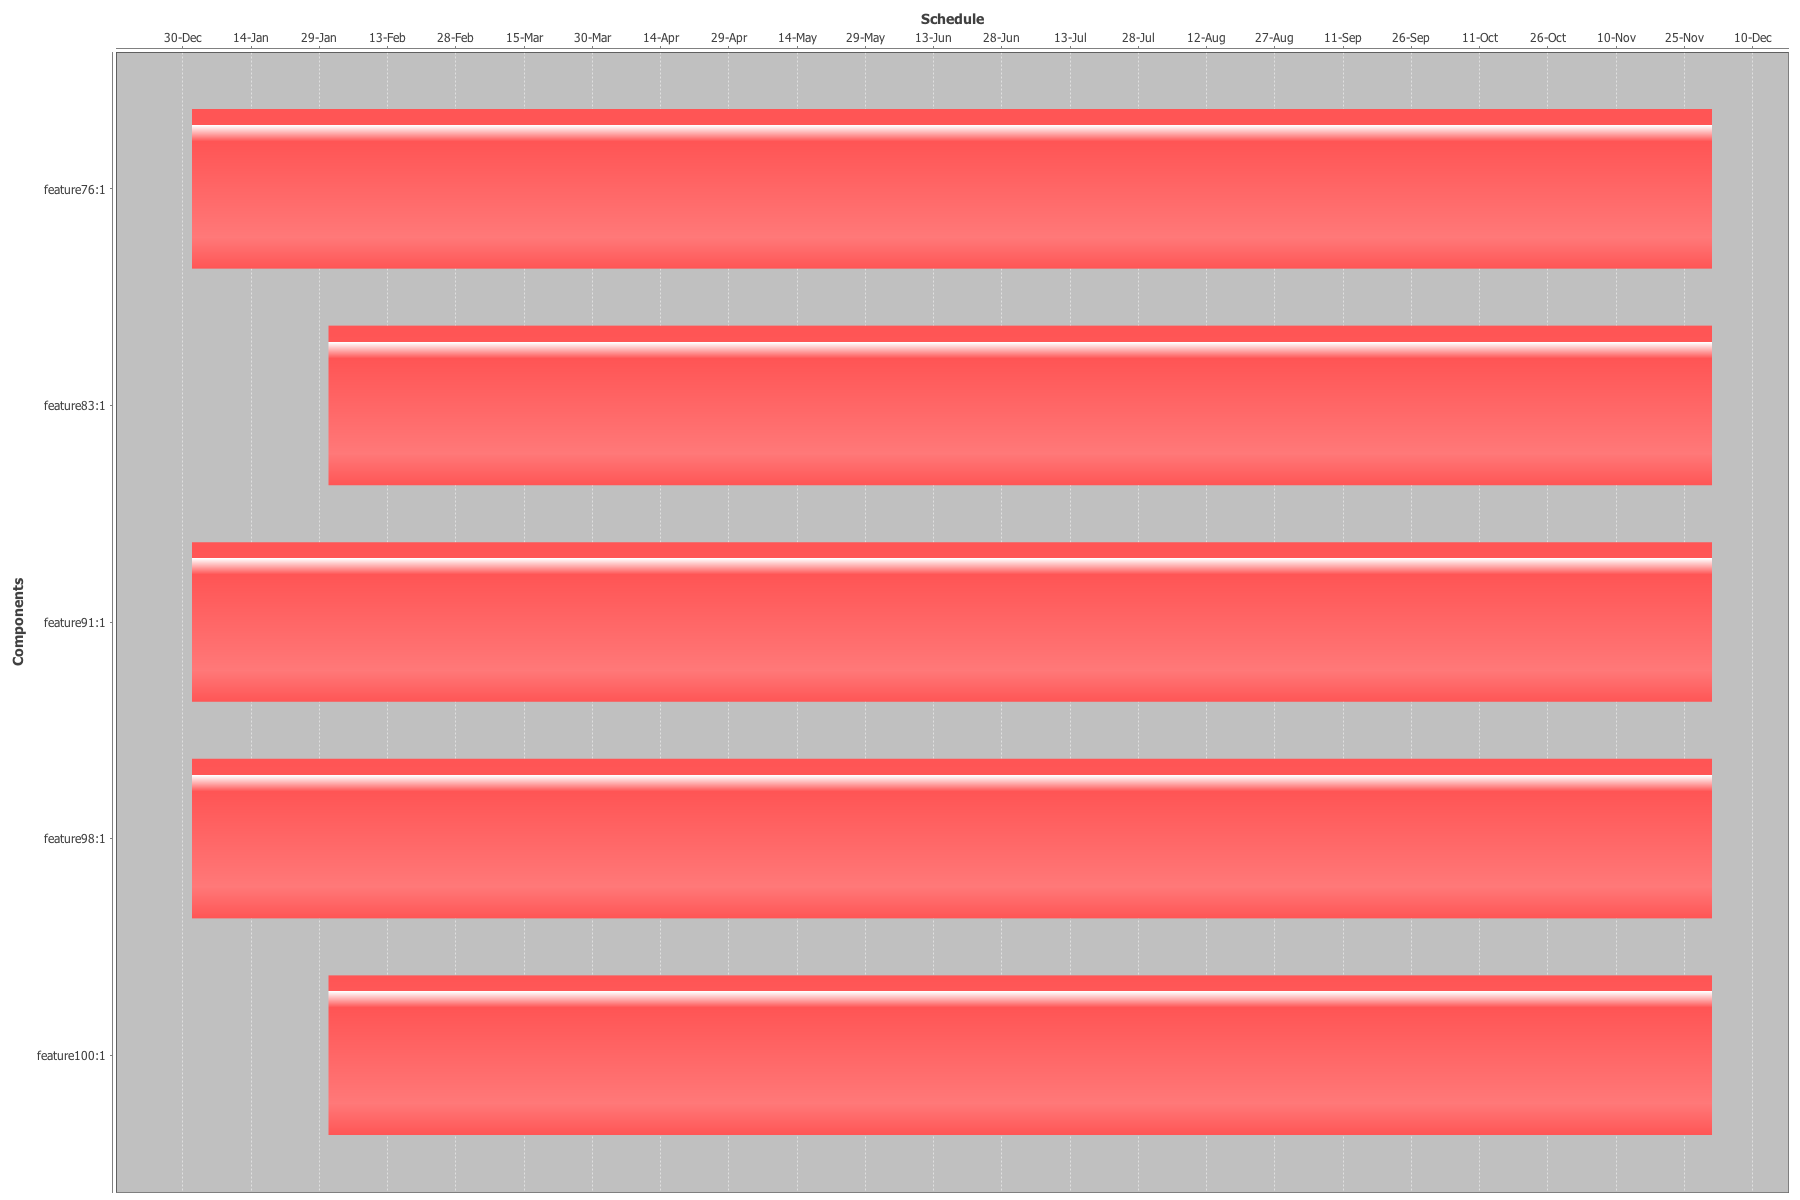 Schedule
30-Dec 14-Jan 29-Jan 13-Feb 28-Feb 15-Mar 30-Mar 14-Apr 29-Apr 14-May 29-May 13-Jun 28-Jun 13-Jul 28-Jul 12-Aug 27-Aug 11-Sep 26-Sep 11-Oct 26-Oct 10-Nov 25-Nov 10-Dec
Components
feature76:1
feature83:1
feature91:1
feature98:1
feature100:1